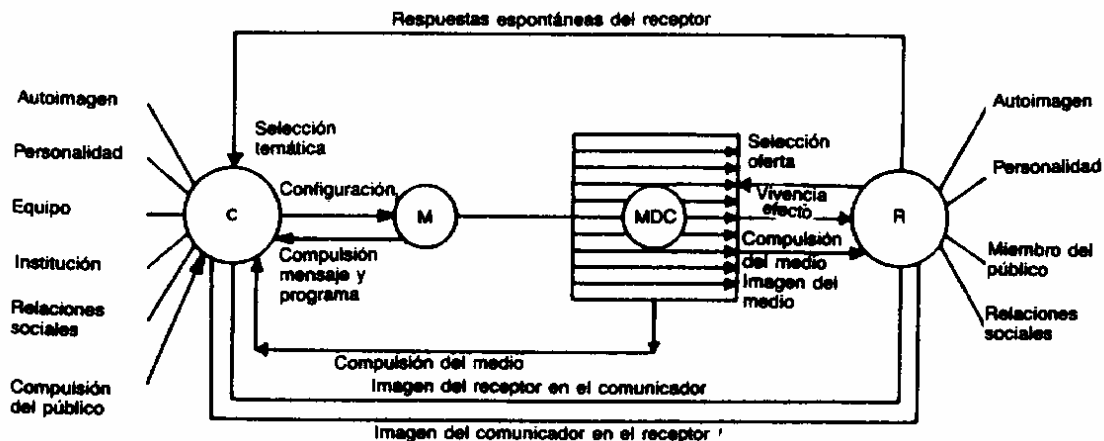 Respuestas espontáneas del receptor
Autoimagen
Personalidad
Equipo
Institución
Relaciones
sociales
Compulsión
del público
Selección
temática
C
Configuración
M
Compulsión
mensaje y
programa
MDC
Selección
oferta
Vivencia
efecto
Compulsión
del medio
Imagen del
medio
R
Autoimagen
Personalidad
Miembro del
público
Relaciones
sociales
Compulsión del medio
Imagen del receptor en el comunicador
Imagen del comunicador en el receptor